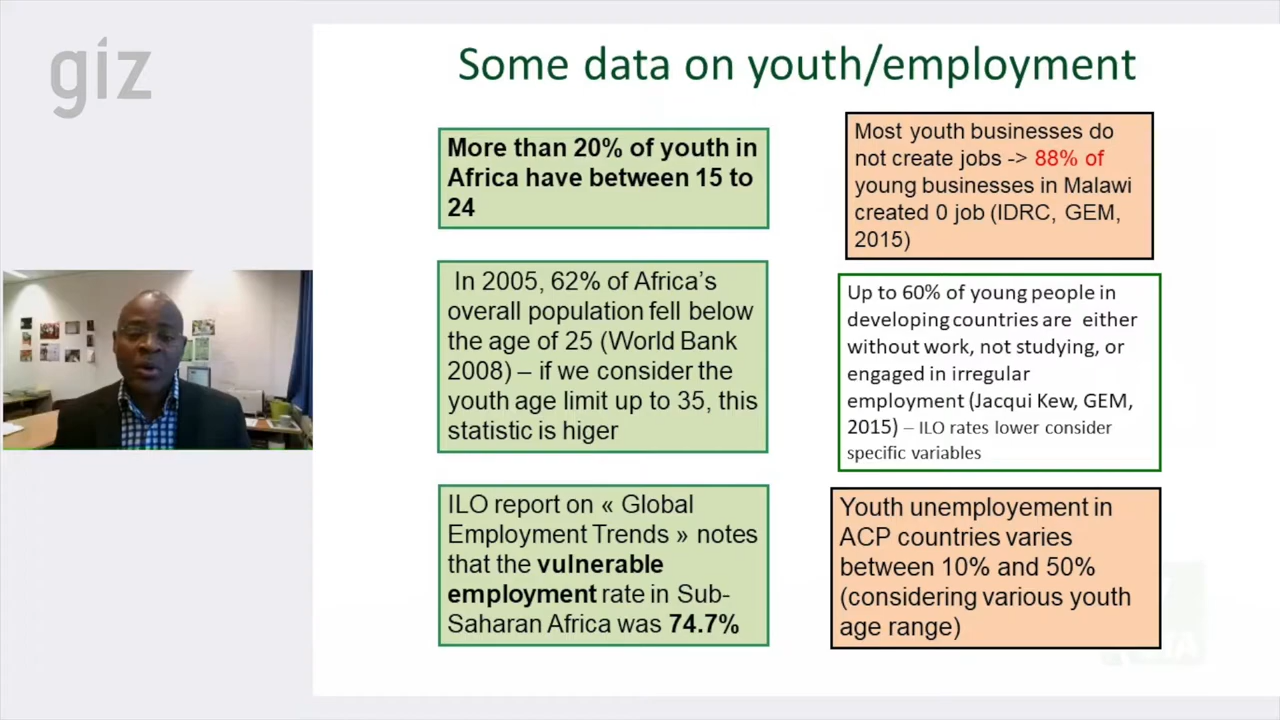 giz
Some data on youth/employment
More than 20% of youth in
Africa have between 15 to
24
In 2005, 62% of Africa’s
overall population fell below
the age of 25 (World Bank
2008) – if we consider the
youth age limit up to 35, this
statistic is higer
ILO report on « Global
Employment Trends » notes
that the vulnerable
employment rate in Sub-
Saharan Africa was 74.7%
Most youth businesses do
not create jobs -> 88% of
young businesses in Malawi
created 0 job (IDRC, GEM,
2015)
Up to 60% of young people in
developing countries are either
without work, not studying, or
engaged in irregular
employment (Jacqui Kew, GEM,
2015) – ILO rates lower consider
specific variables
Youth unemployement in
ACP countries varies
between 10% and 50%
(considering various youth
age range)